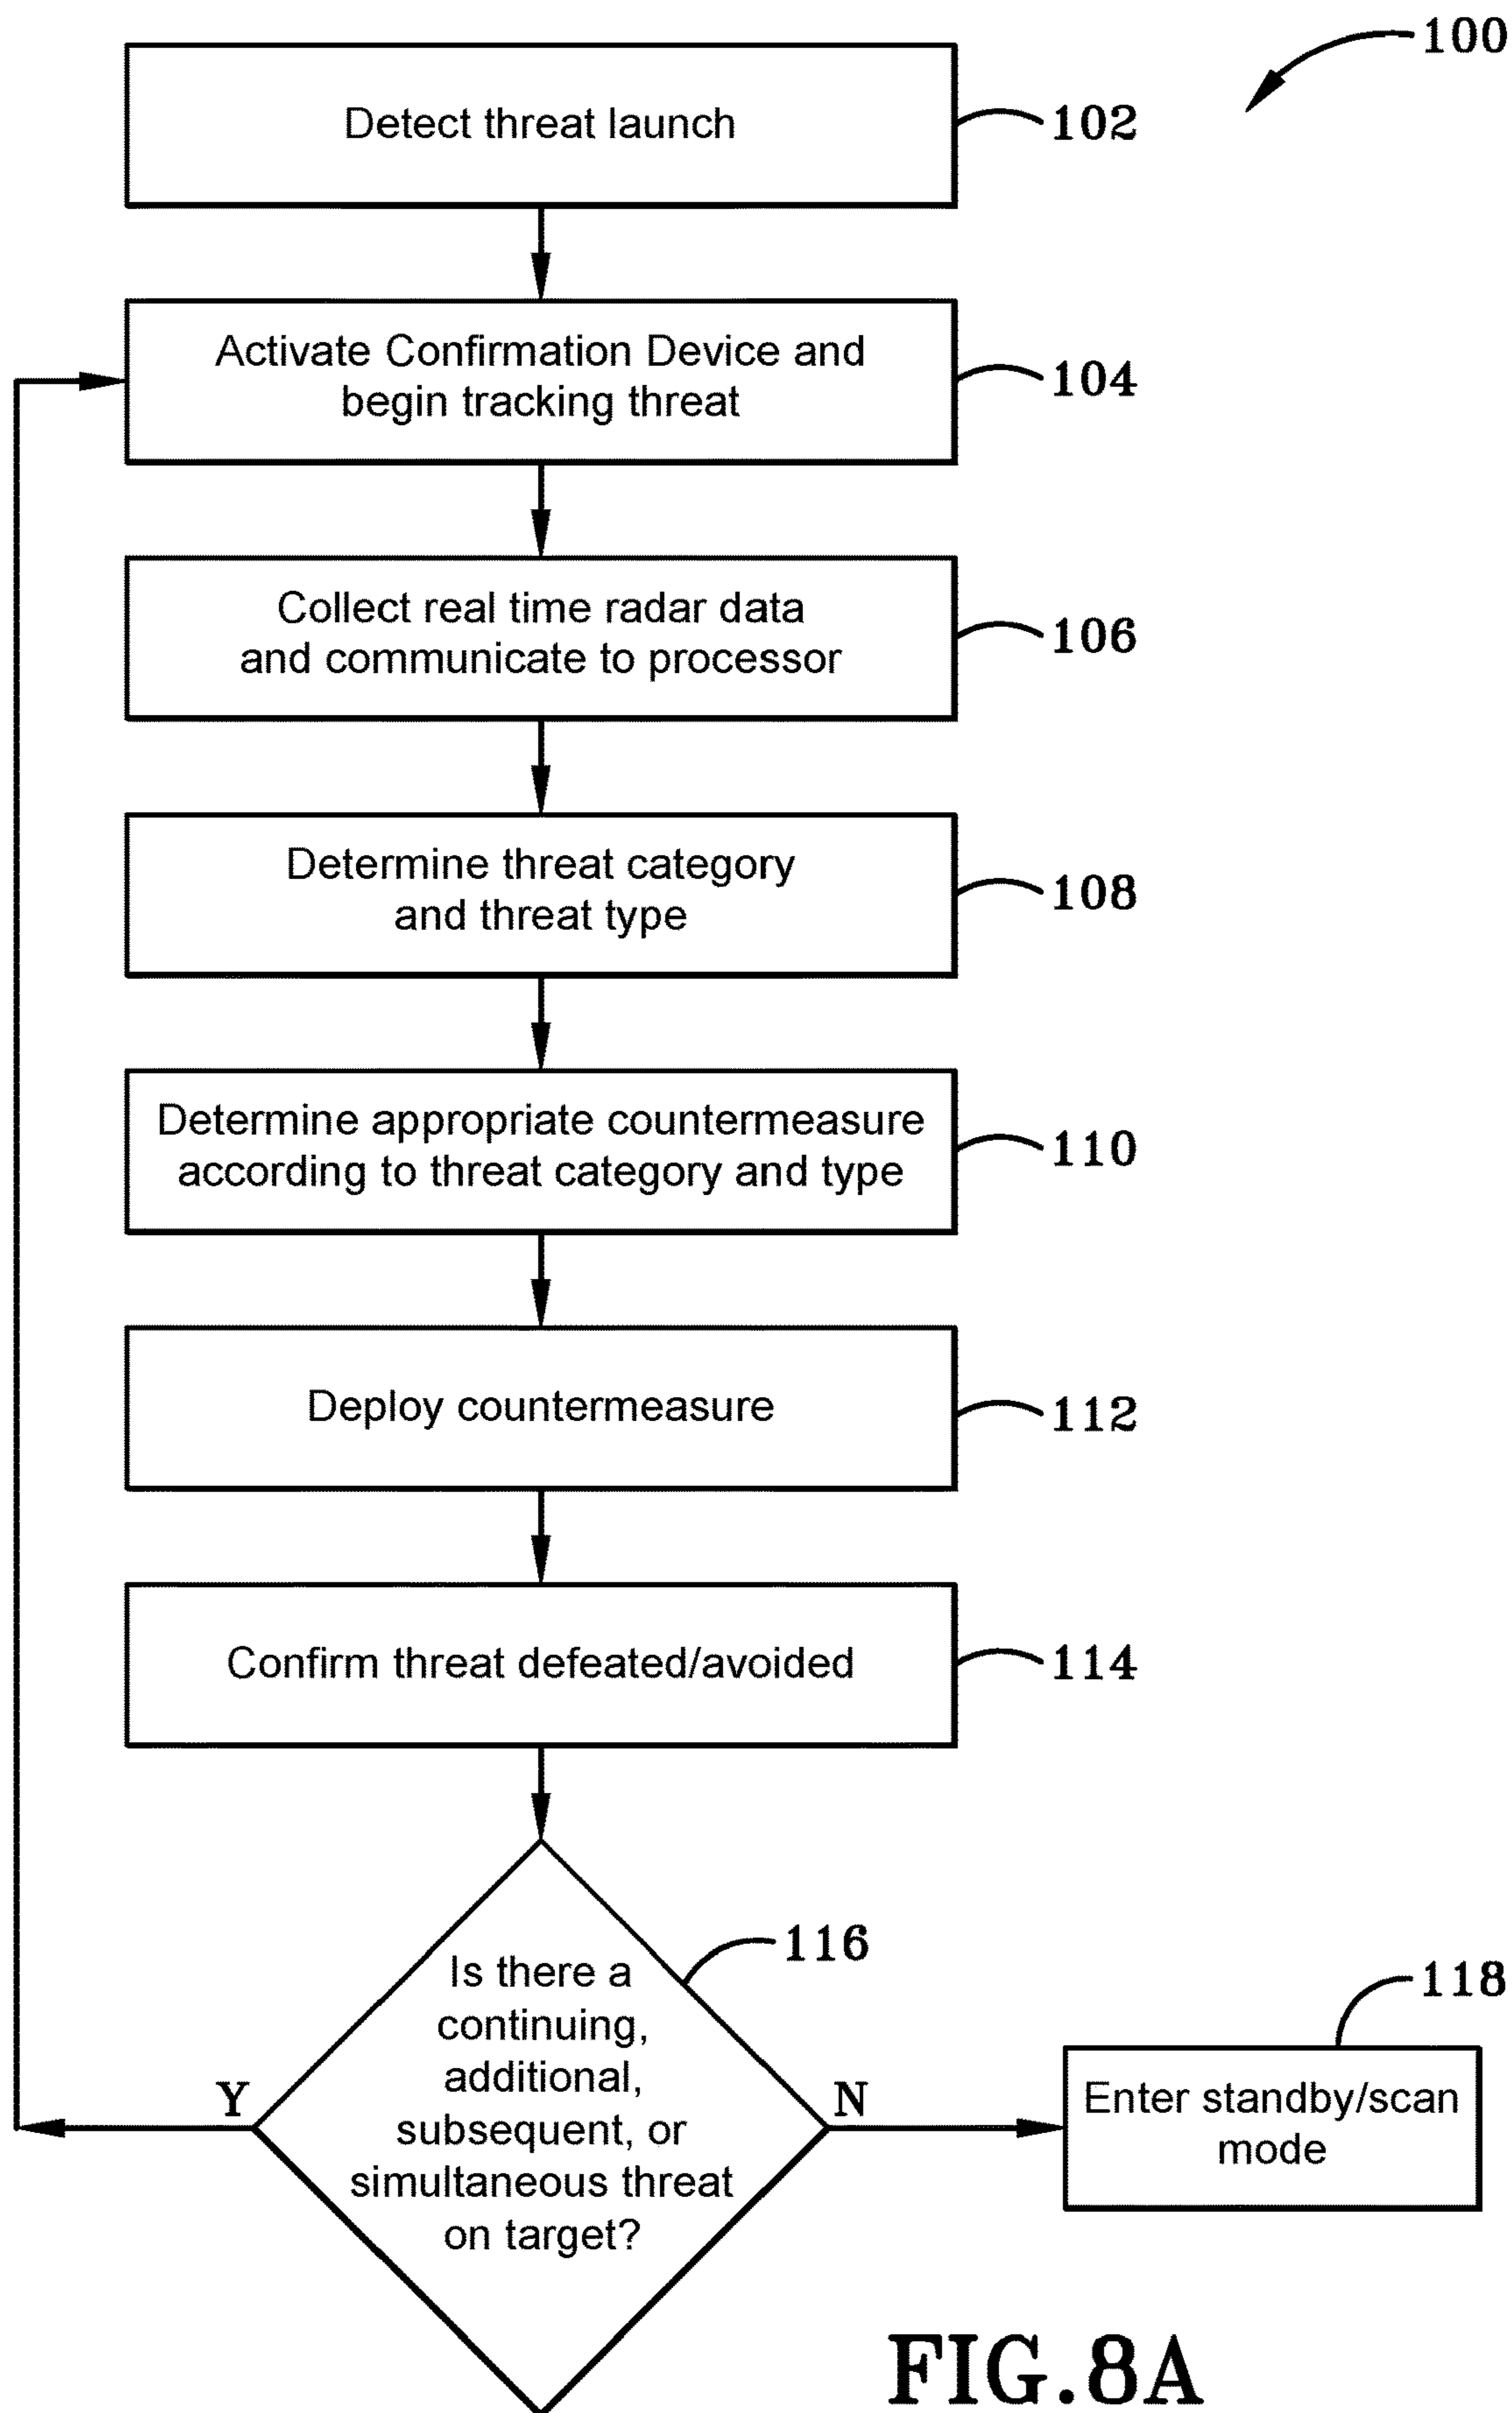 100
Detect threat launch
102
Activate Confirmation Device and
begin tracking threat
104
Collect real time radar data
and communicate to processor
106
Determine threat category
and threat type
108
Determine appropriate countermeasure
according to threat category and type
110
Deploy countermeasure
112
Confirm threat defeated/avoided
114
116
Is there a
continuing,
additional,
subsequent, or
simultaneous threat
on target?
Y
N
118
Enter standby/scan
mode
FIG.8A